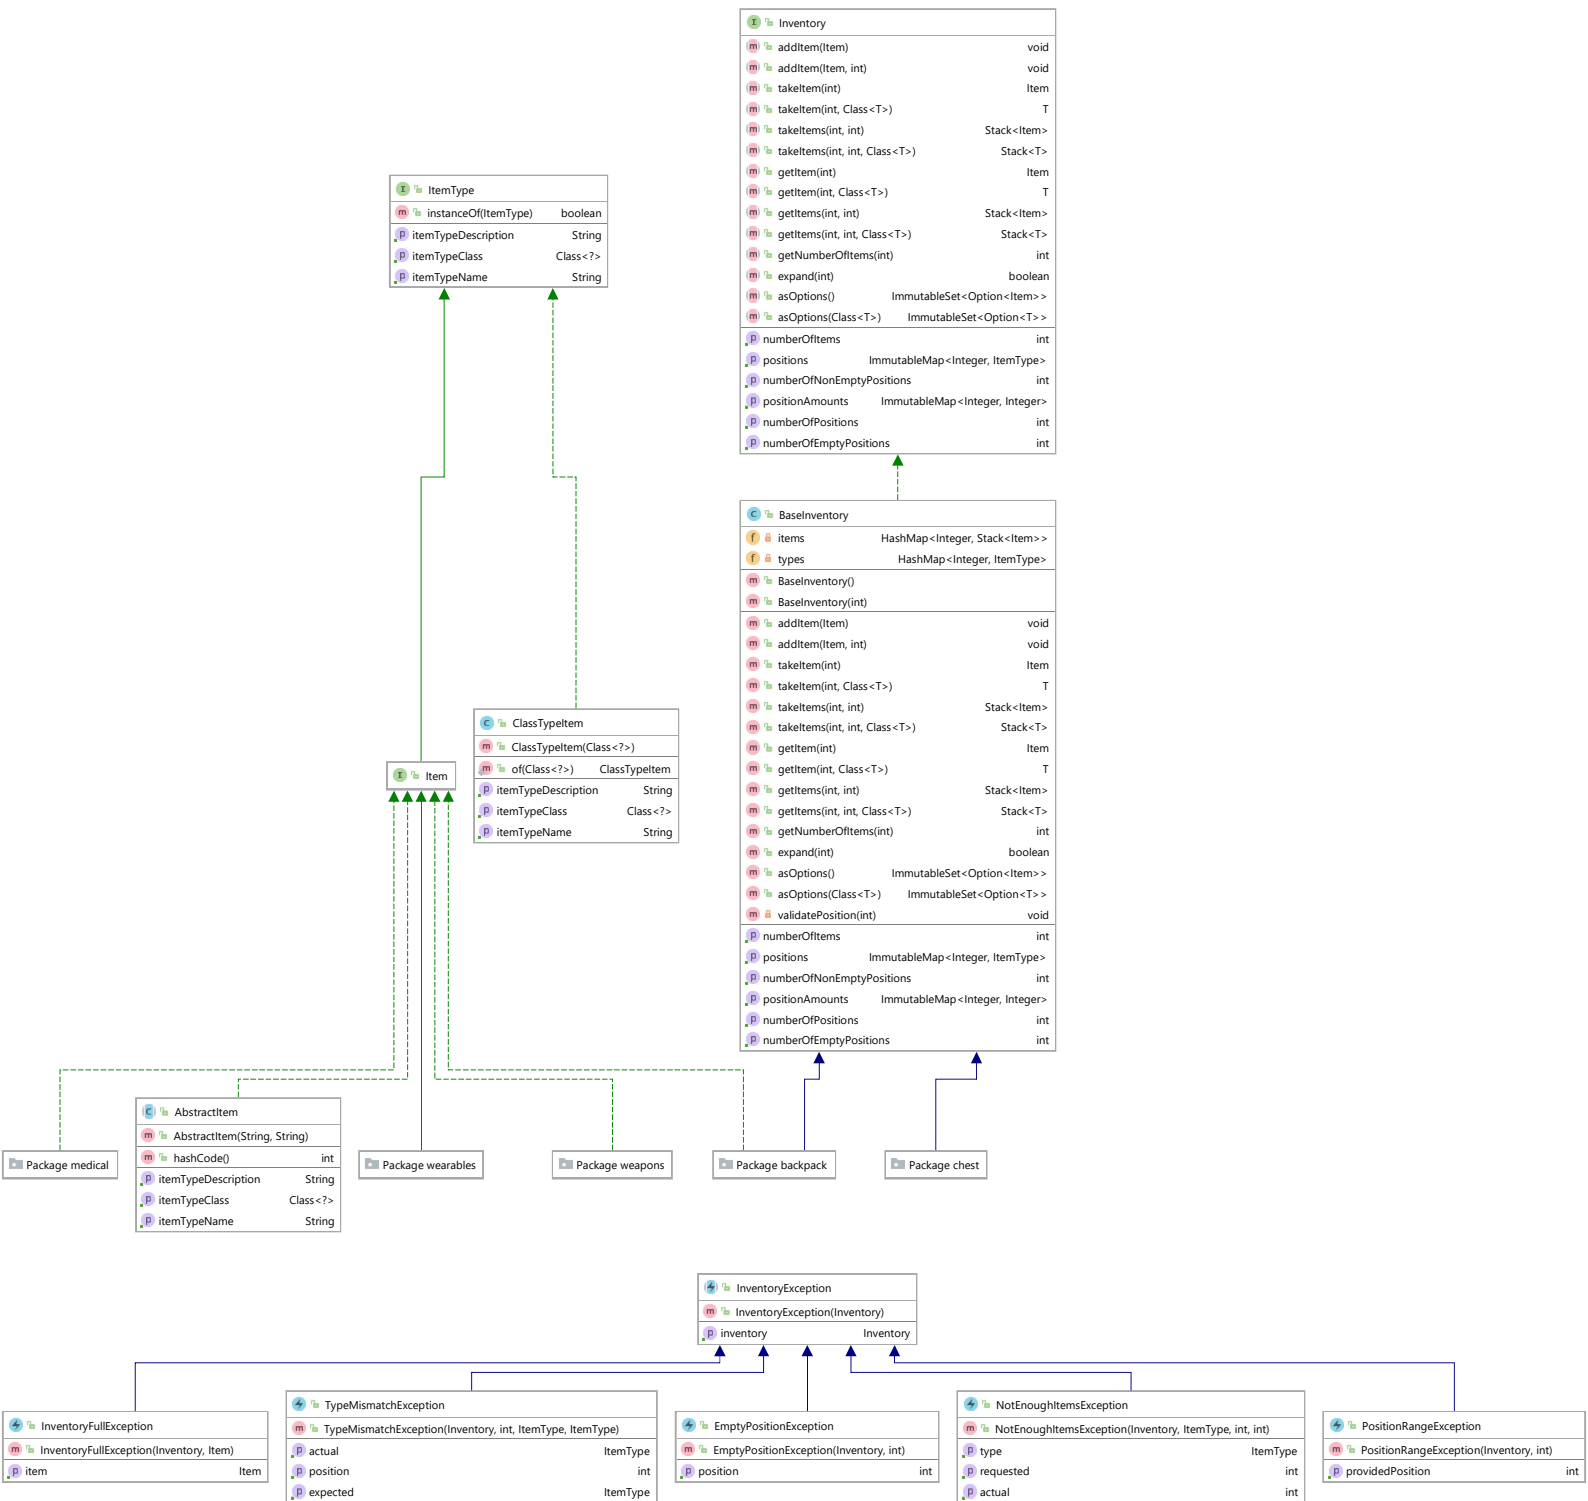 Inventory
addItem(Item) void
addItem(Item, int) void
takeItem(int) Item
takeItem(int, Class<T>) T
takeItems(int, int) Stack<Item>
takeItems(int, int, Class<T>) Stack<T>
getItem(int) Item
getItem(int, Class<T>) T
getItems(int, int) Stack<Item>
getItems(int, int, Class<T>) Stack<T>
getNumberOfItems(int) int
expand(int) boolean
asOptions() ImmutableSet<Option<Item>>
asOptions(Class<T>) ImmutableSet<Option<T>>
numberOfItems int
positions ImmutableMap<Integer, ItemType>
numberOfNonEmptyPositions int
positionAmounts ImmutableMap<Integer, Integer>
numberOfPositions int
numberOfEmptyPositions int
ItemType
instanceOf(ItemType) boolean
itemTypeDescription String
itemTypeClass Class<?>
itemTypeName String
BaseInventory
items HashMap<Integer, Stack<Item>>
types HashMap<Integer, ItemType>
BaseInventory()
BaseInventory(int)
addItem(Item) void
addItem(Item, int) void
takeItem(int) Item
takeItem(int, Class<T>) T
takeItems(int, int) Stack<Item>
takeItems(int, int, Class<T>) Stack<T>
getItem(int) Item
getItem(int, Class<T>) T
getItems(int, int) Stack<Item>
getItems(int, int, Class<T>) Stack<T>
getNumberOfItems(int) int
expand(int) boolean
asOptions() ImmutableSet<Option<Item>>
asOptions(Class<T>) ImmutableSet<Option<T>>
validatePosition(int) void
numberOfItems int
positions ImmutableMap<Integer, ItemType>
numberOfNonEmptyPositions int
positionAmounts ImmutableMap<Integer, Integer>
numberOfPositions int
numberOfEmptyPositions int
ClassTypeItem
ClassTypeItem(Class<?>)
of(Class<?>) ClassTypeItem
itemTypeDescription String
itemTypeClass Class<?>
itemTypeName String
Item
Package medical
AbstractItem
AbstractItem(String, String)
hashCode() int
itemTypeDescription String
itemTypeClass Class<?>
itemTypeName String
Package wearables
Package weapons
Package backpack
Package chest
InventoryException
InventoryException(Inventory)
inventory Inventory
InventoryFullException
InventoryFullException(Inventory, Item)
item Item
TypeMismatchException
TypeMismatchException(Inventory, int, ItemType, ItemType)
actual ItemType
position int
expected ItemType
EmptyPositionException
EmptyPositionException(Inventory, int)
position int
NotEnoughItemsException
NotEnoughItemsException(Inventory, ItemType, int, int)
type ItemType
requested int
actual int
PositionRangeException
PositionRangeException(Inventory, int)
providedPosition int